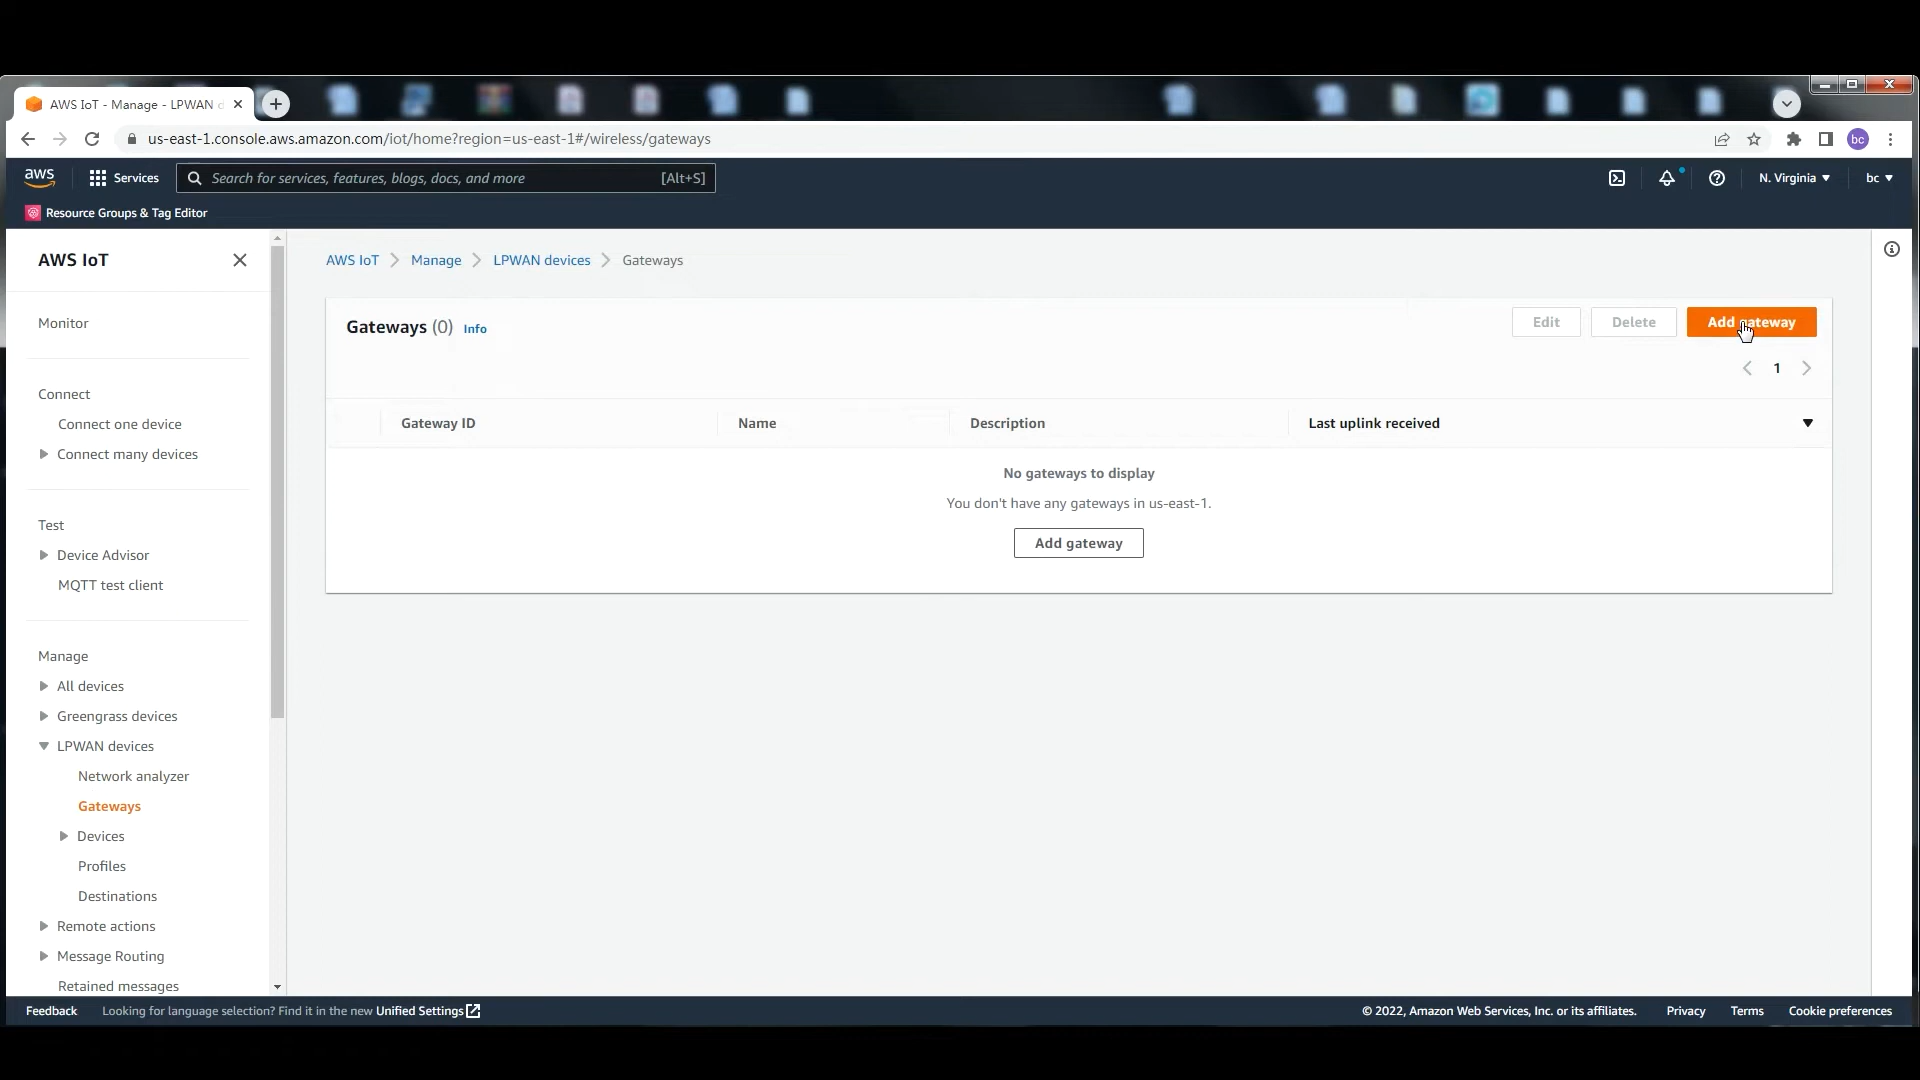 AWS IoT - Manage - LPWAN d
us-east-1.console.aws.amazon.com/iot/home?region=us-east-1#/wireless/gateways
bc
aws
Services
Search for services, features, blogs, docs, and more
[Alt+S]
N. Virginia
bc
Resource Groups & Tag Editor
AWS IoT
Monitor
Connect
Connect one device
Connect many devices
Test
Device Advisor
MQTT test client
Manage
All devices
Greengrass devices
LPWAN devices
Network analyzer
Gateways
Devices
Profiles
Destinations
Remote actions
Message Routing
Retained messages
AWS IoT
Manage
LPWAN devices
Gateways
Gateways (0) Info
Edit
Delete
Add gateway
1
Gateway ID
Name
Description
Last uplink received
No gateways to display
You don't have any gateways in us-east-1.
Add gateway
Feedback
Looking for language selection? Find it in the new Unified Settings
© 2022, Amazon Web Services, Inc. or its affiliates.
Privacy
Terms
Cookie preferences